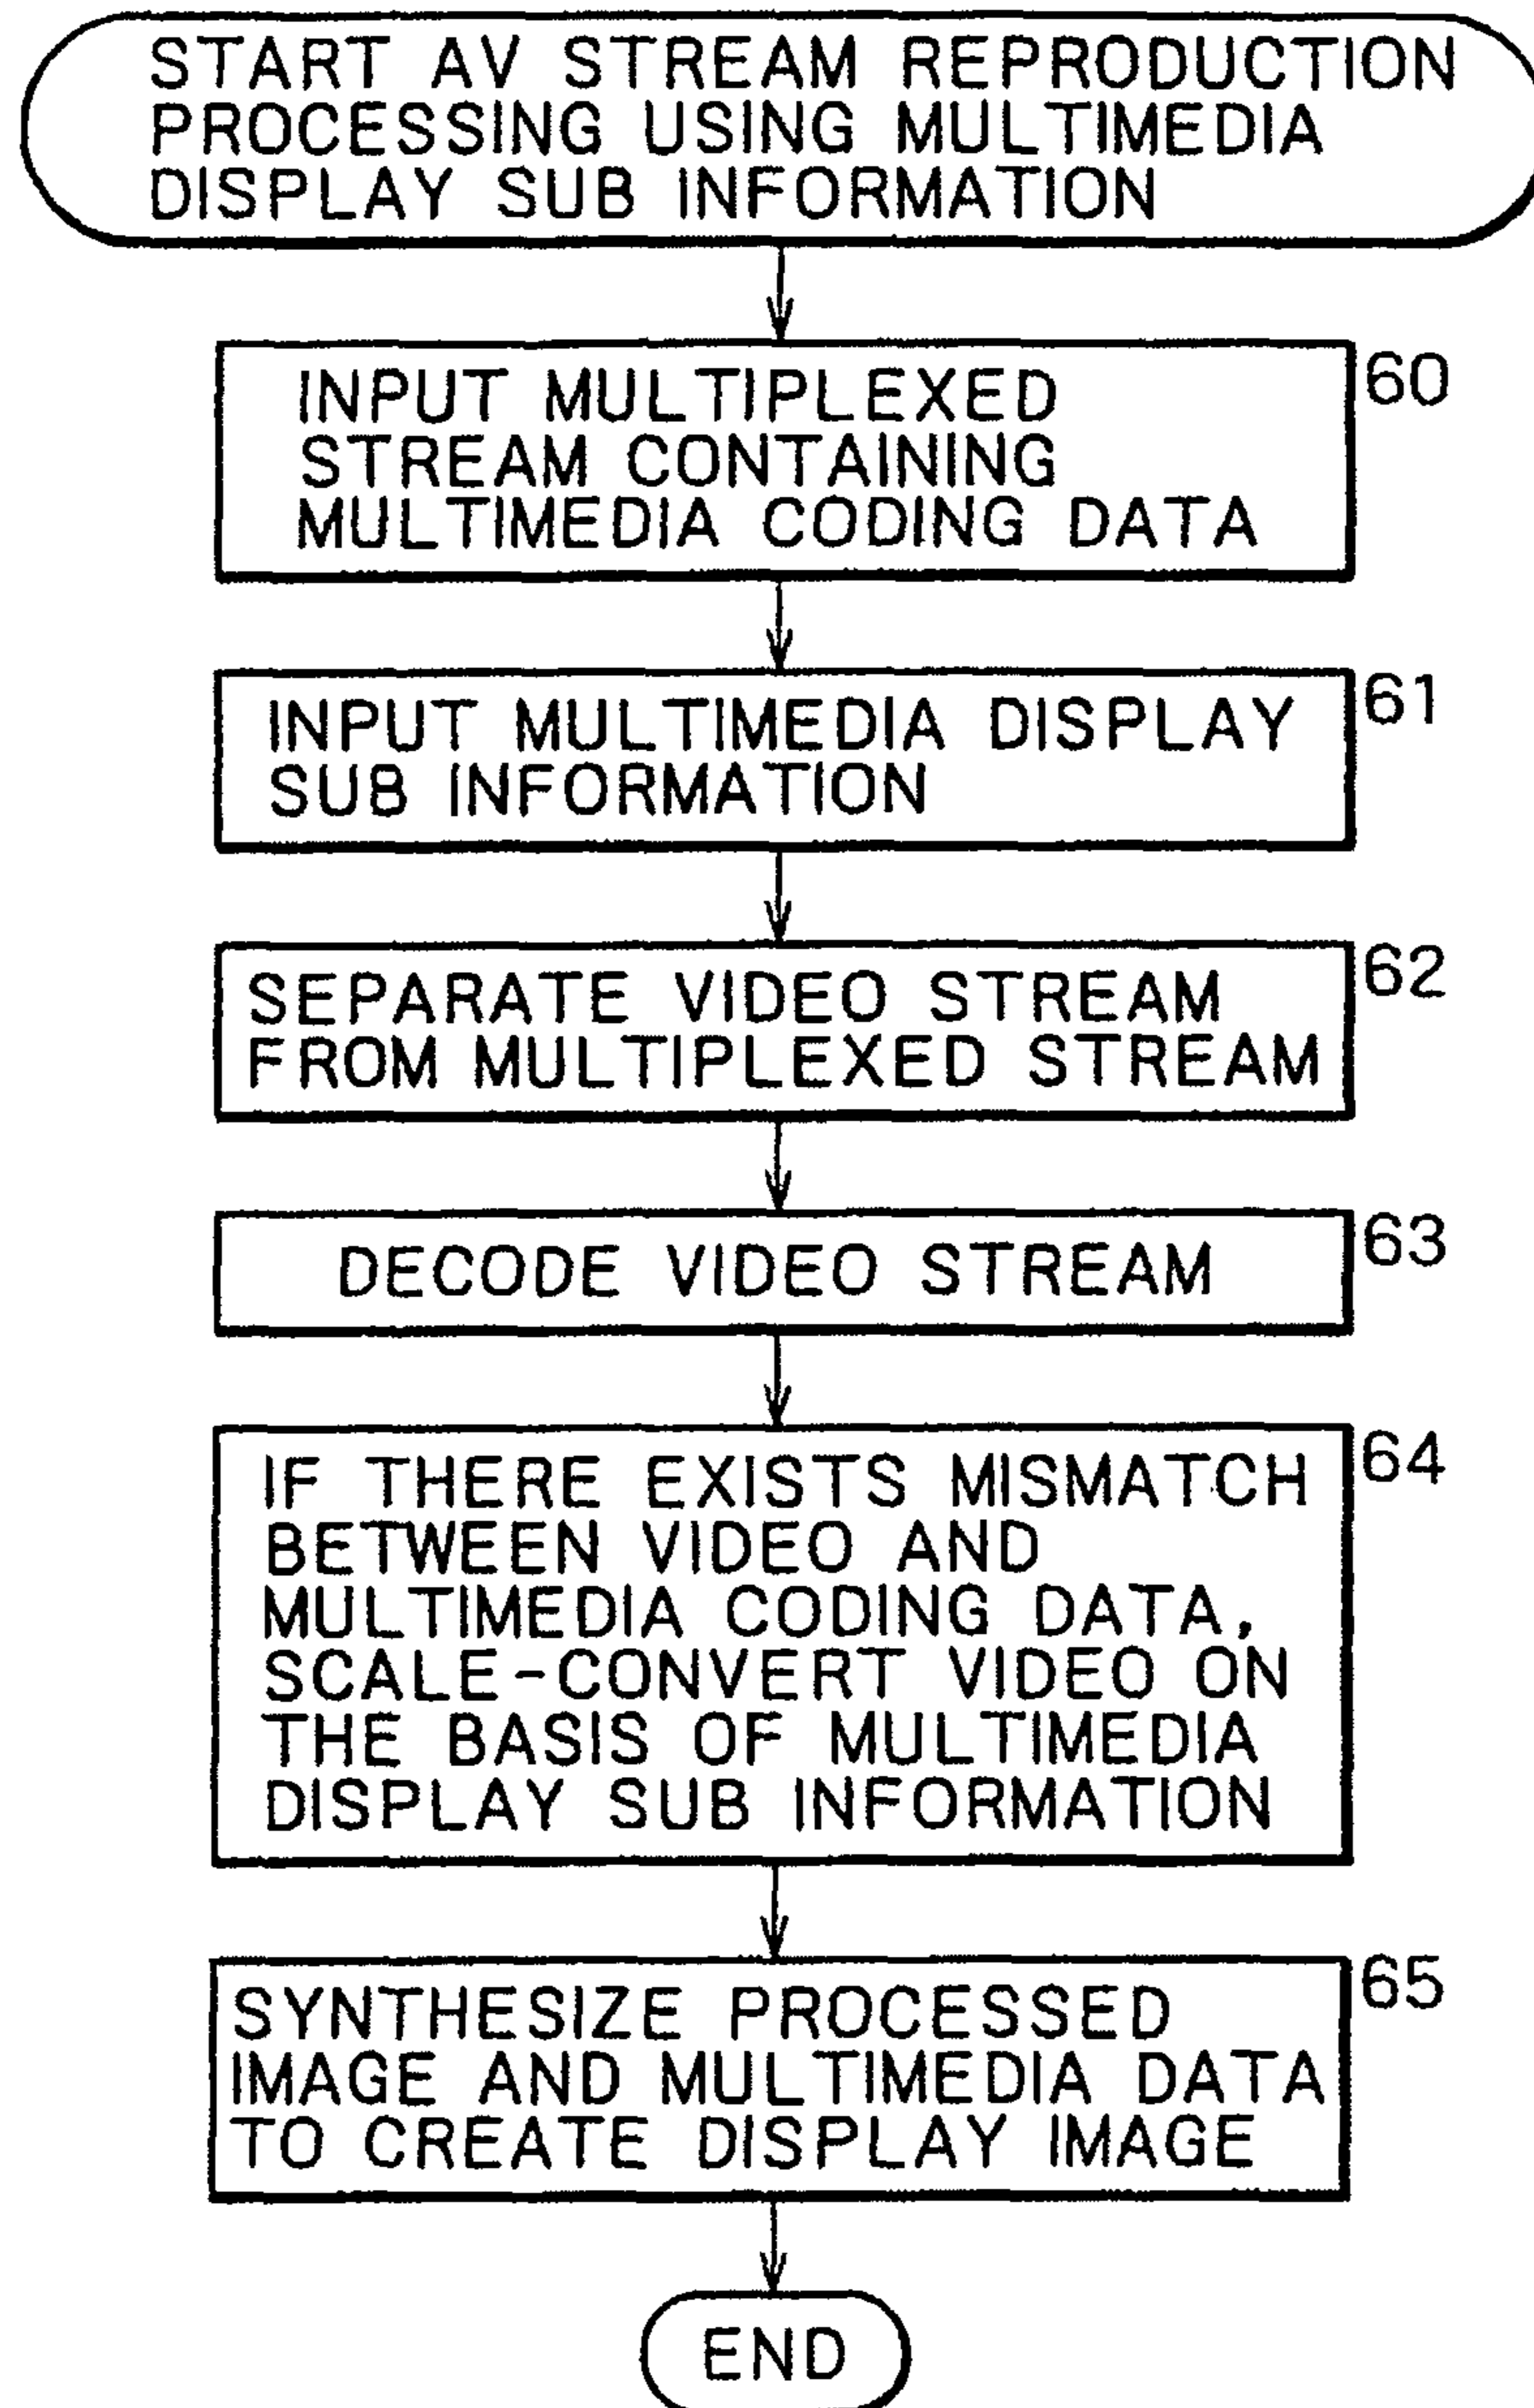 START AV STREAM REPRODUCTION
PROCESSING USING MULTIMEDIA
DISPLAY SUB INFORMATION
INPUT MULTIPLEXED
STREAM CONTAINING
MULTIMEDIA CODING DATA
60
INPUT MULTIMEDIA DISPLAY
SUB INFORMATION
61
SEPARATE VIDEO STREAM
FROM MULTIPLEXED STREAM
62
DECODE VIDEO STREAM
63
IF THERE EXISTS MISMATCH
BETWEEN VIDEO AND
MULTIMEDIA CODING DATA,
SCALE-CONVERT VIDEO ON
THE BASIS OF MULTIMEDIA
DISPLAY SUB INFORMATION
64
SYNTHESIZE PROCESSED
IMAGE AND MULTIMEDIA DATA
TO CREATE DISPLAY IMAGE
65
END